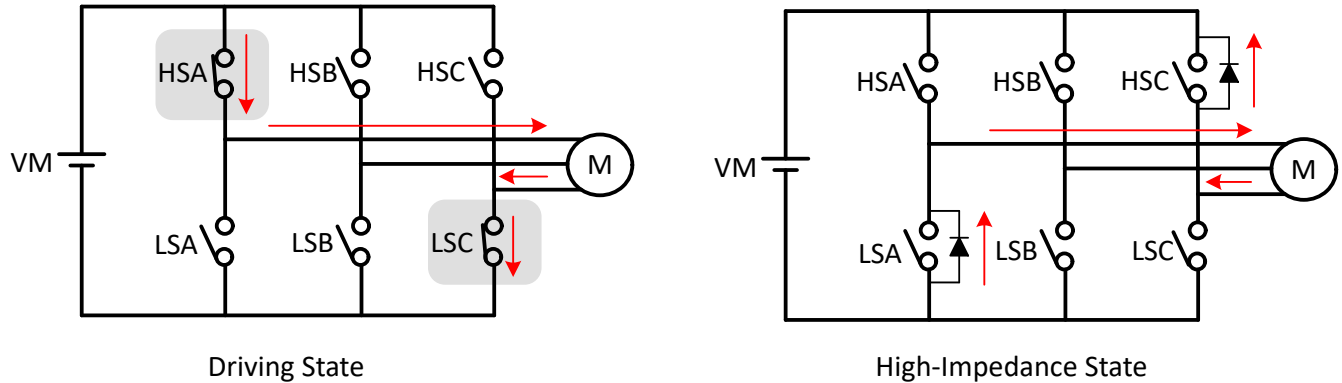 HSA
HSB
HSC
VM
M
LSA
LSB
LSC
Driving State
HSA
HSB
HSC
VM
M
LSA
LSB
LSC
High-Impedance State